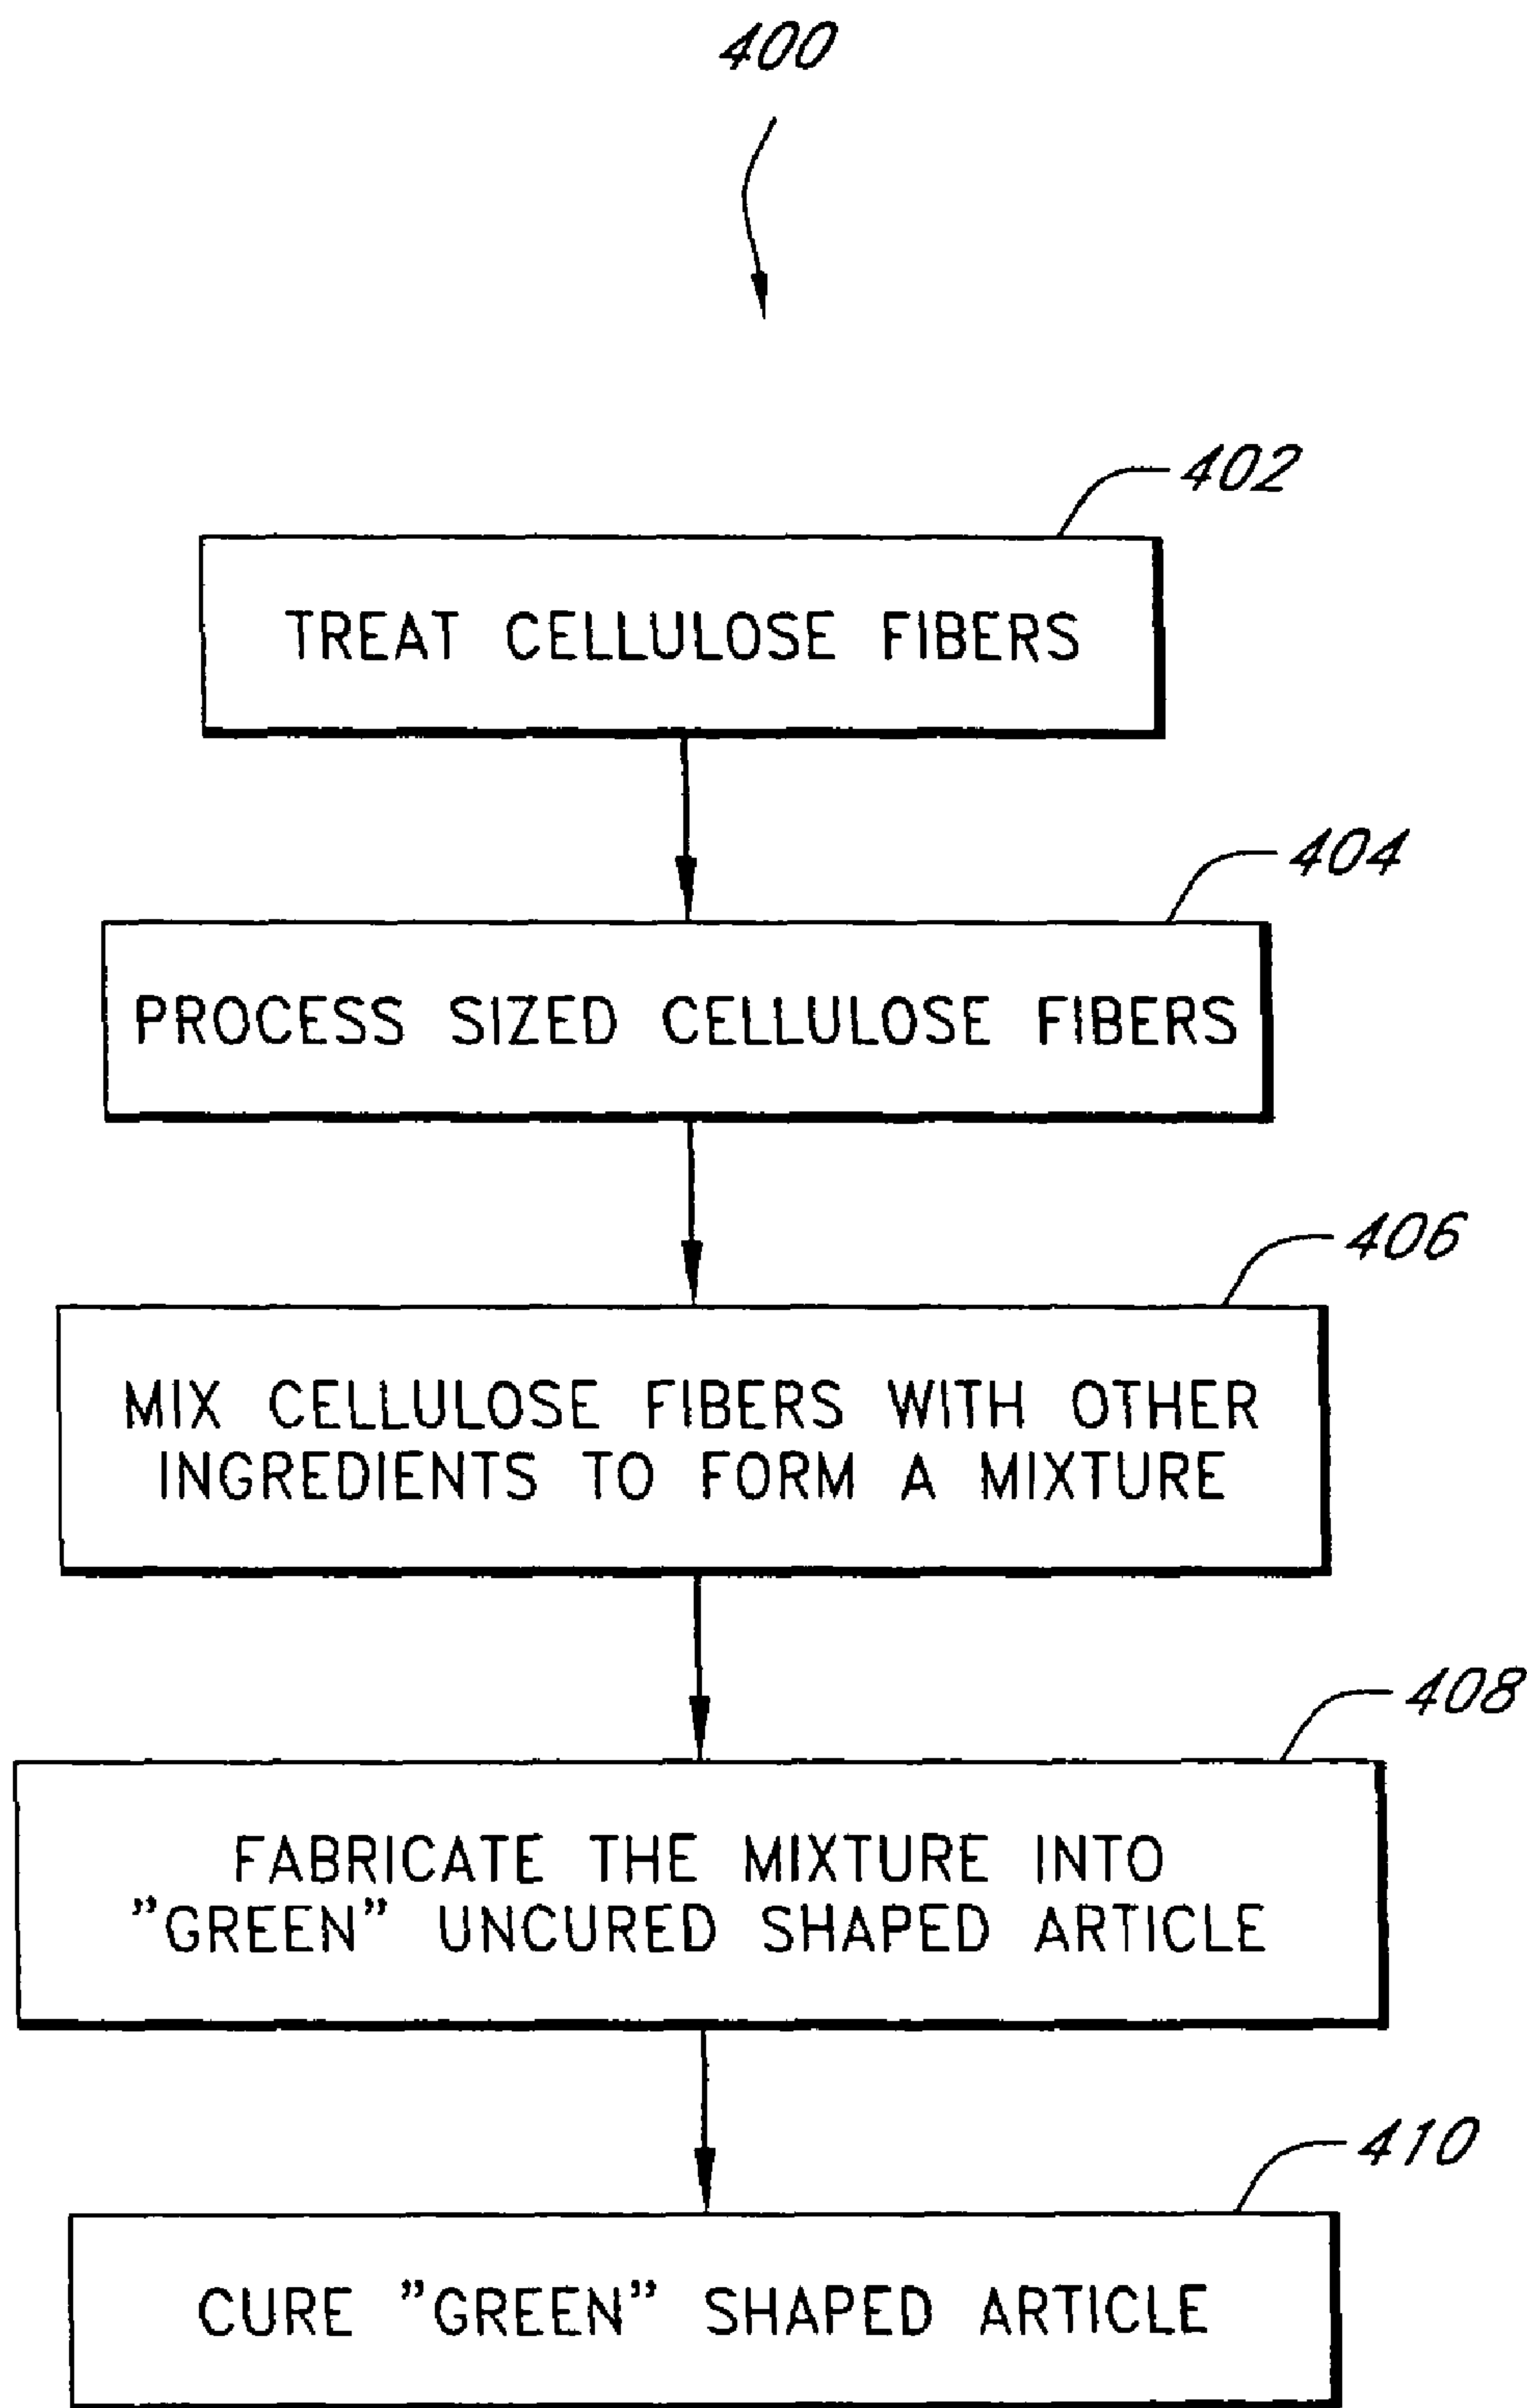 400
402
TREAT CELLULOSE FIBERS
404
PROCESS SIZED CELLULOSE FIBERS
406
MIX CELLULOSE FIBERS WITH OTHER
INGREDIENTS TO FORM A MIXTURE
408
FABRICATE THE MIXTURE INTO
"GREEN" UNCURED SHAPED ARTICLE
410
CURE "GREEN" SHAPED ARTICLE